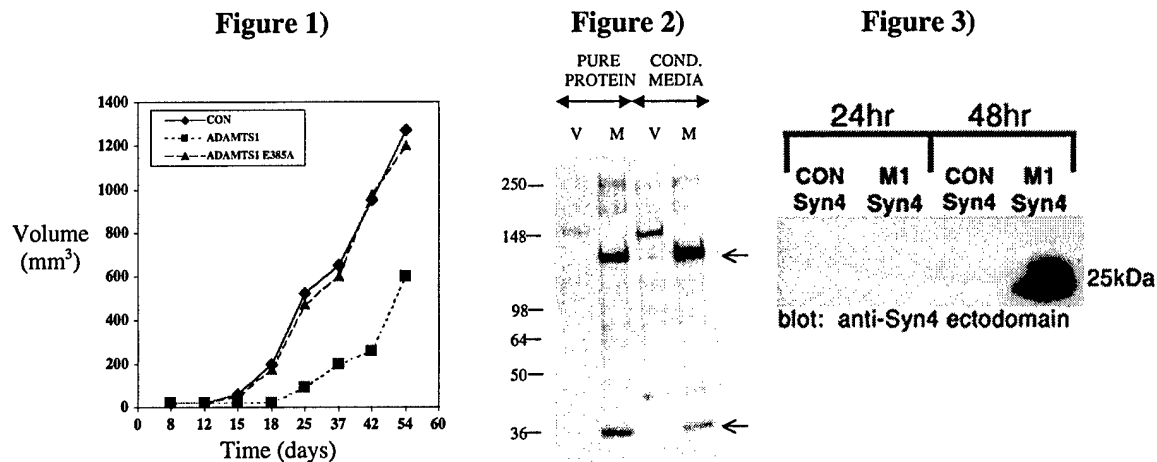 Figure 1)
1400
1200
1000
800
600
400
200
0
Volume
(mm³)
CON
ADAMTS1
ADAMTS1 E385A
0 8 12 15 18 25 37 42 54 60
Time (days)
Figure 2)
PURE PROTEIN
COND. MEDIA
V M V M
250
148
98
64
50
36
Figure 3)
24hr 48hr
CON M1 CON M1
Syn4 Syn4 Syn4 Syn4
25kDa
blot: anti-Syn4 ectodomain